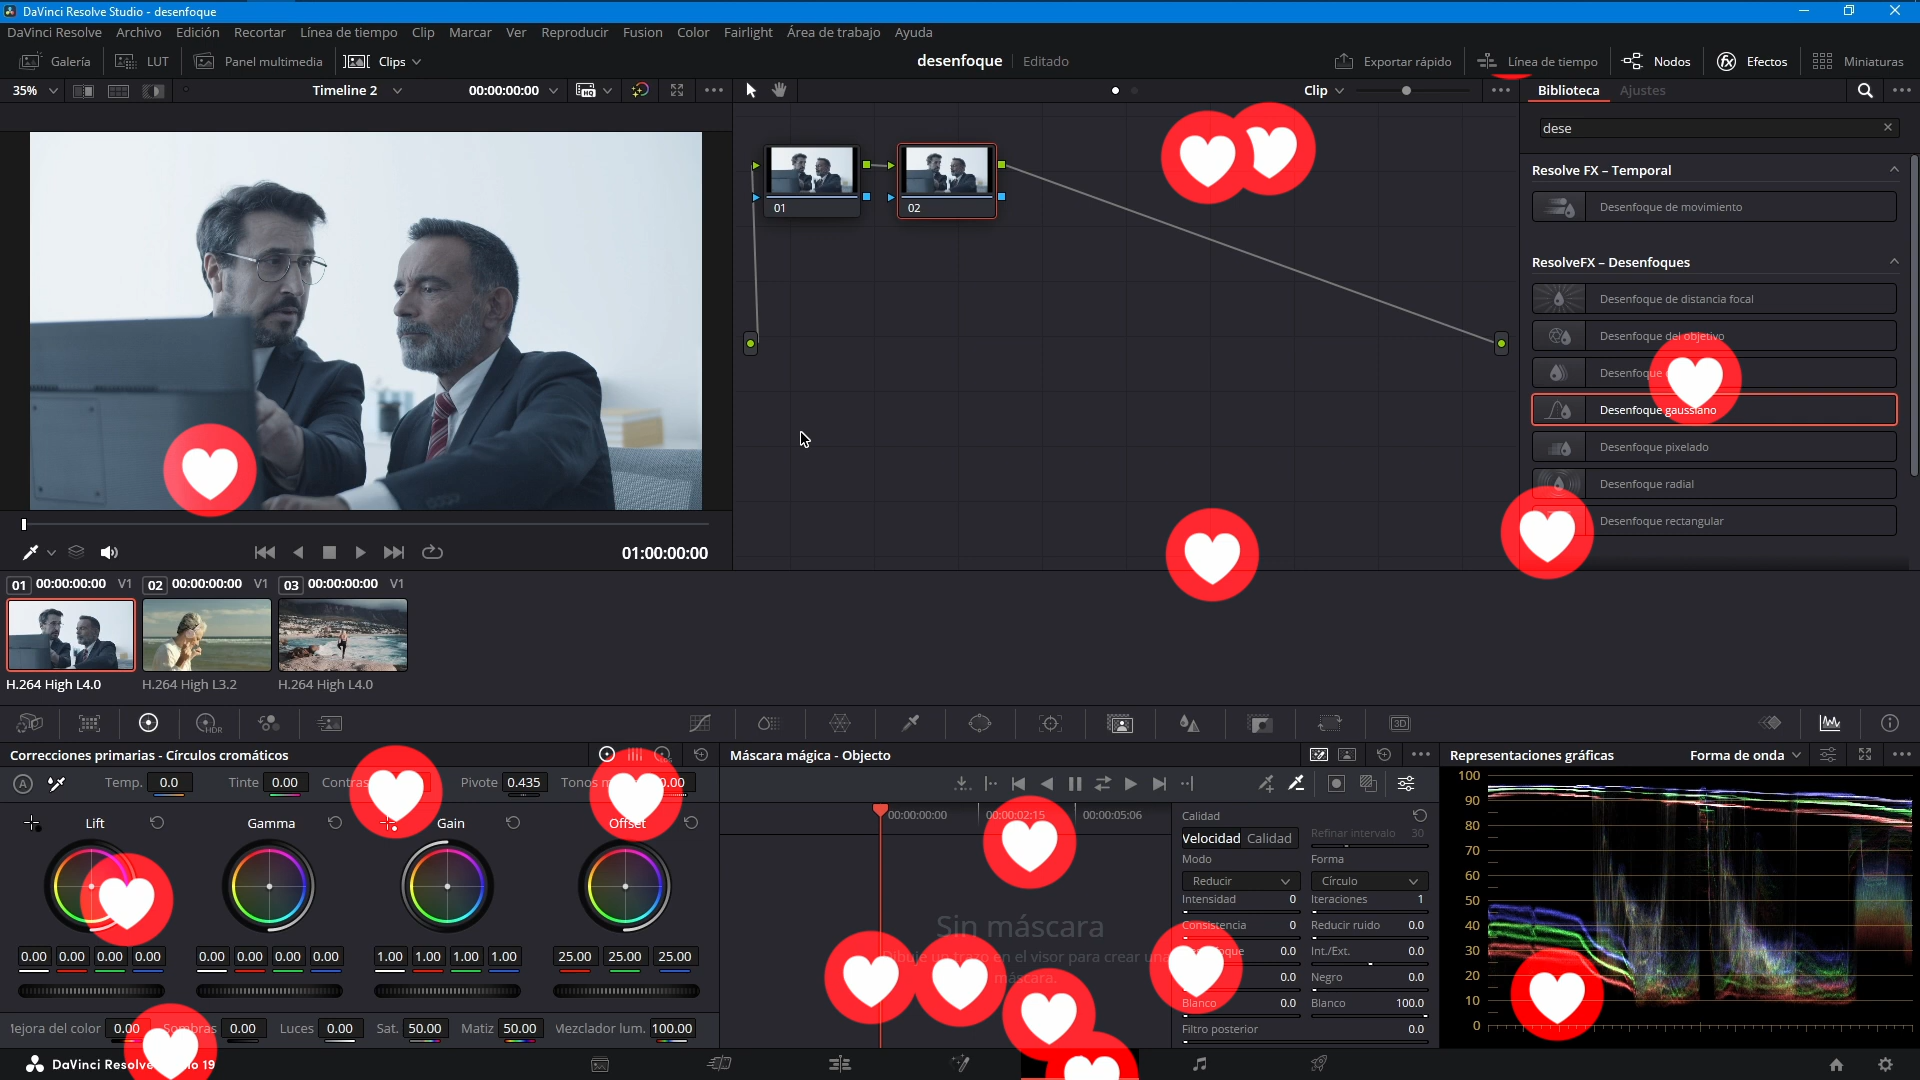 DaVinci Resolve Studio - desenfoque
DaVinci Resolve Archivo Edición Recortar Línea de tiempo Clip Marcar Ver Reproducir Fusion Color Fairlight Área de trabajo Ayuda
Galería LUT Panel multimedia Clips desenfoque Editado Exportar rápido Línea de tiempo Nodos Efectos Miniaturas
35% Timeline 2 00:00:00:00 Clip Biblioteca Ajustes
dese
Resolve FX – Temporal
Desenfoque de movimiento
ResolveFX – Desenfoques
Desenfoque de distancia focal
Desenfoque del objetivo
Desenfoque
Desenfoque gaussiano
Desenfoque pixelado
Desenfoque radial
Desenfoque rectangular
01 02
01:00:00:00
01 00:00:00:00 V1 02 00:00:00:00 V1 03 00:00:00:00 V1
H.264 High L4.0 H.264 High L3.2 H.264 High L4.0
HDR 3D
Correcciones primarias - Círculos cromáticos
A Temp. 0.0 Tinte 0.00 Contras Pivote 0.435 Tonos m 0.00
Lift Gamma Gain Offset
0.00 0.00 0.00 0.00 0.00 0.00 0.00 0.00 1.00 1.00 1.00 1.00 25.00 25.00 25.00
ejora del color 0.00 Sombras 0.00 Luces 0.00 Sat. 50.00 Matiz 50.00 Mezclador lum. 100.00
Máscara mágica - Objecto
00:00:00:00 00:00:02:15 00:00:05:06
Sin máscara
Dibuje un trazo en el visor para crear una
máscara.
Calidad
Velocidad Calidad Refinar intervalo 30
Modo Forma
Reducir Círculo
Intensidad 0 Iteraciones 1
Consistencia 0 Reducir ruido 0.0
oque 0.0 Int./Ext. 0.0
0.0 Negro 0.0
Blanco 0.0 Blanco 100.0
Filtro posterior 0.0
Representaciones gráficas Forma de onda
100
90
80
70
60
50
40
30
20
10
0
DaVinci Resolve io 19